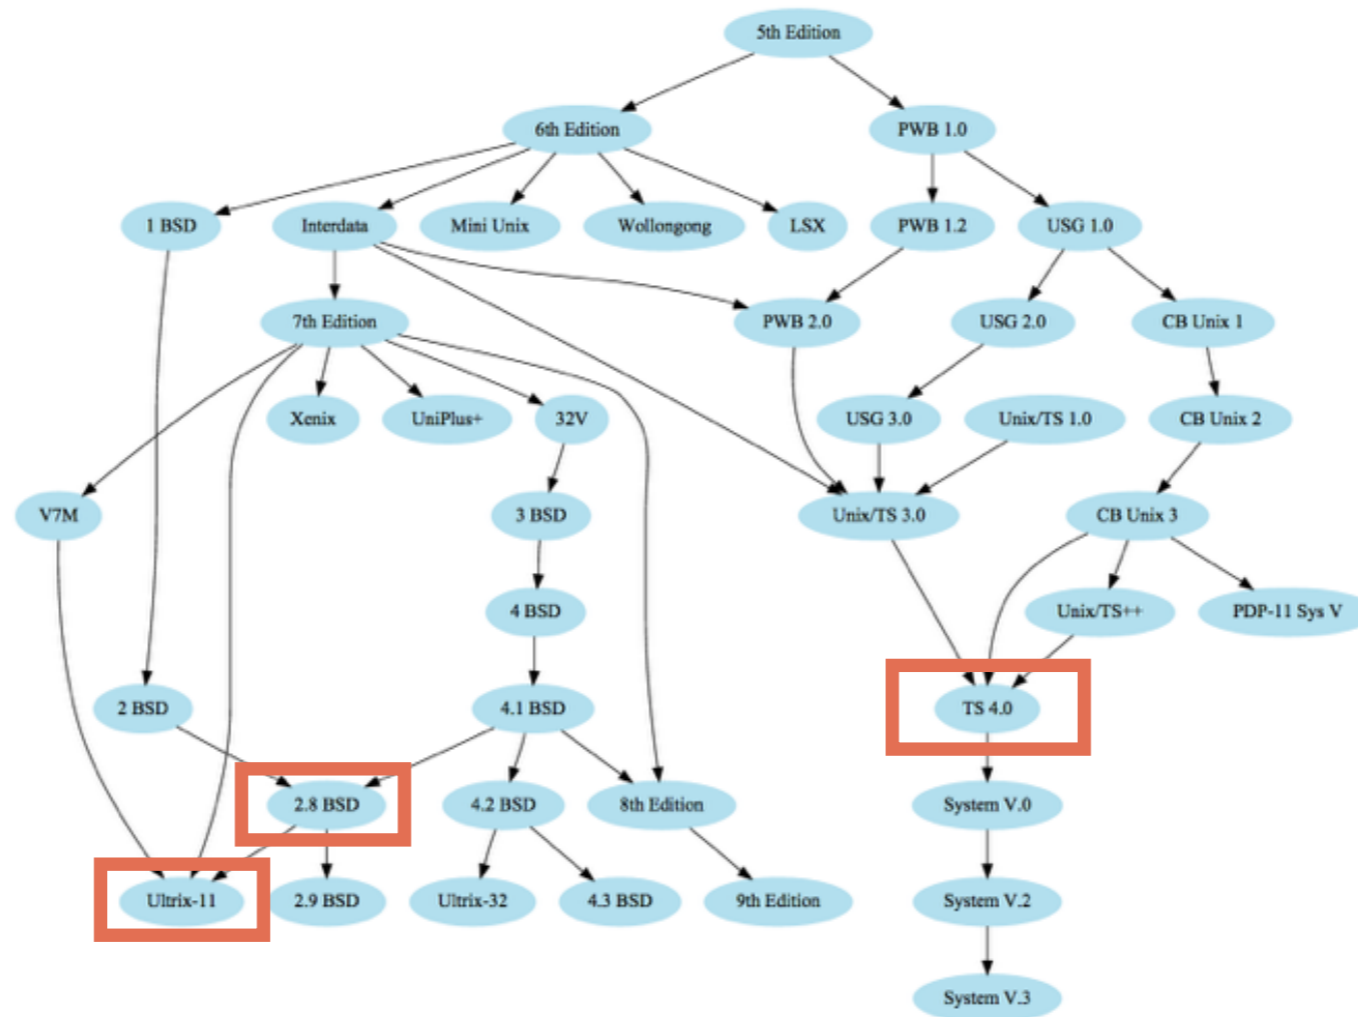 5th Edition
6th Edition
PWB 1.0
1 BSD
Interdata
Mini Unix
Wollongong
LSX
PWB 1.2
USG 1.0
7th Edition
PWB 2.0
USG 2.0
CB Unix 1
Xenix
UniPlus+
32V
USG 3.0
Unix/TS 1.0
CB Unix 2
V7M
3 BSD
Unix/TS 3.0
CB Unix 3
4 BSD
Unix/TS++
PDP-11 Sys V
2 BSD
4.1 BSD
TS 4.0
2.8 BSD
4.2 BSD
8th Edition
System V.0
Ultrix-11
2.9 BSD
Ultrix-32
4.3 BSD
9th Edition
System V.2
System V.3